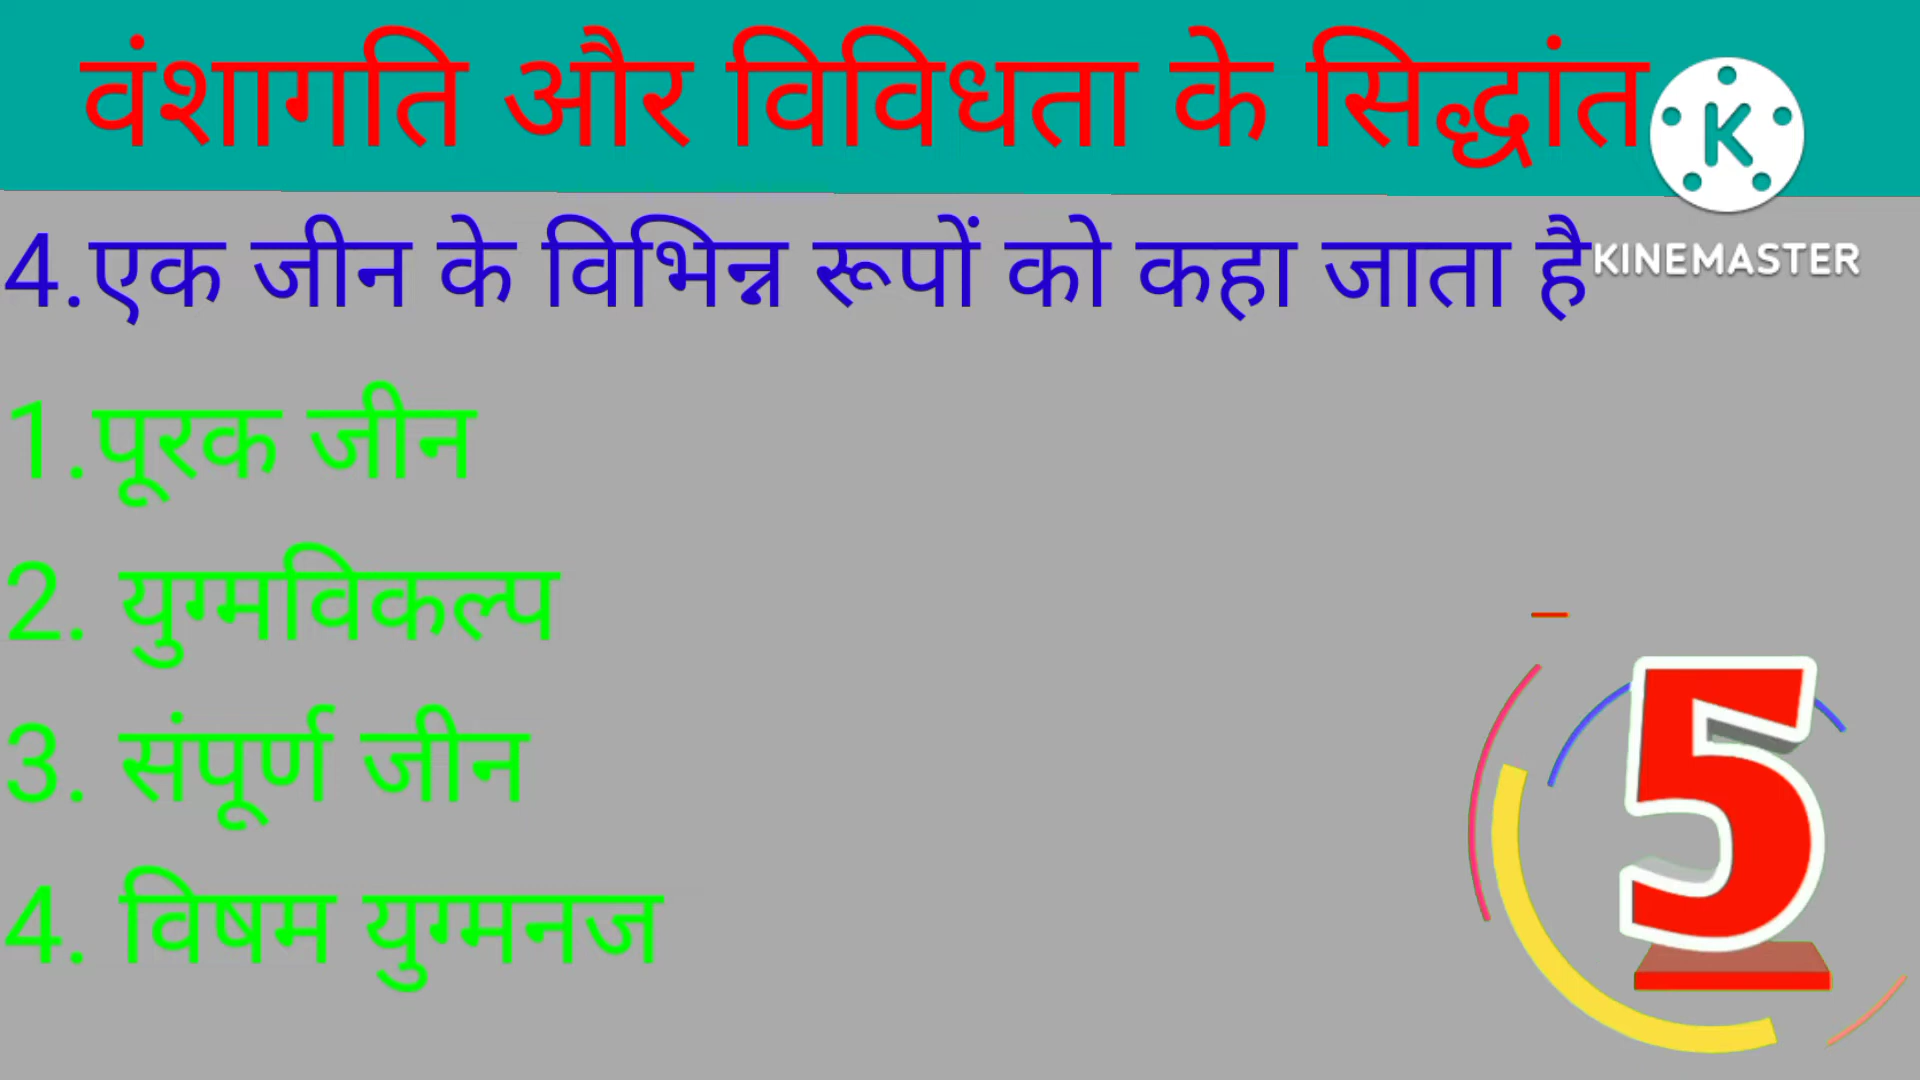 वंशागति और विविधता के सिद्धांत
K
KINEMASTER
4.एक जीन के विभिन्न रूपों को कहा जाता है
1.पूरक जीन
2. युग्मविकल्प
3. संपूर्ण जीन
4. विषम युग्मनज
5